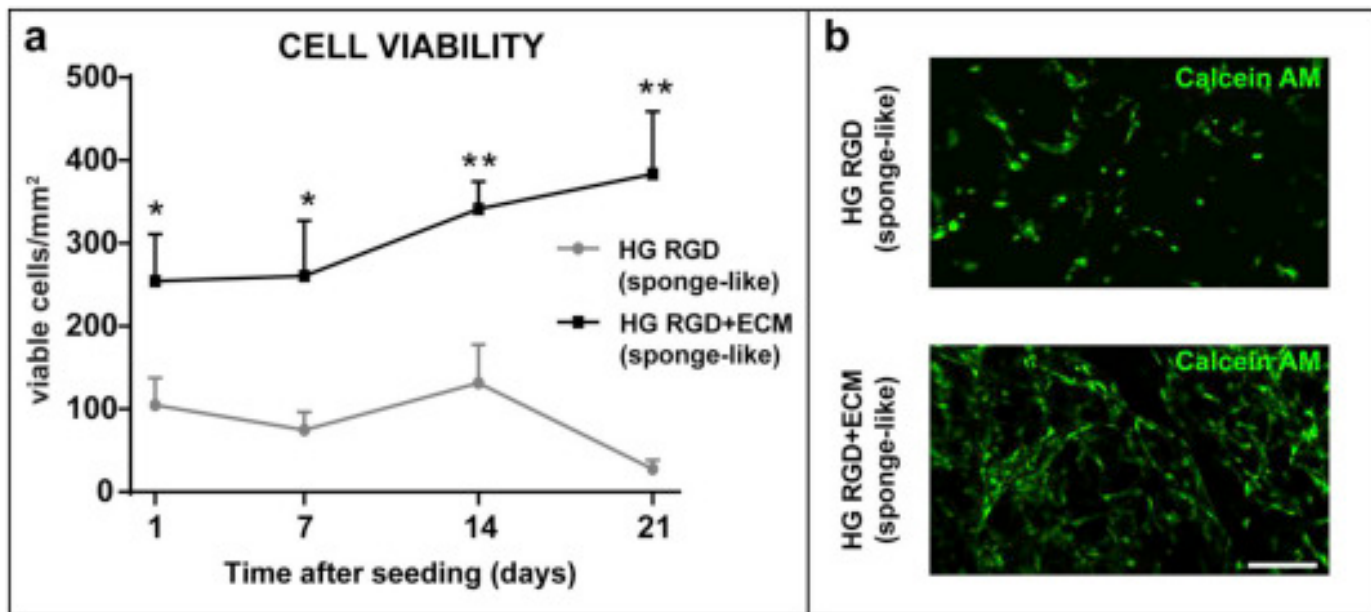 a
CELL VIABILITY
500
400
300
200
100
0
viable cells/mm²
*
*
**
**
HG RGD
(sponge-like)
HG RGD+ECM
(sponge-like)
1 7 14 21
Time after seeding (days)
b
HG RGD
(sponge-like)
Calcein AM
HG RGD+ECM
(sponge-like)
Calcein AM